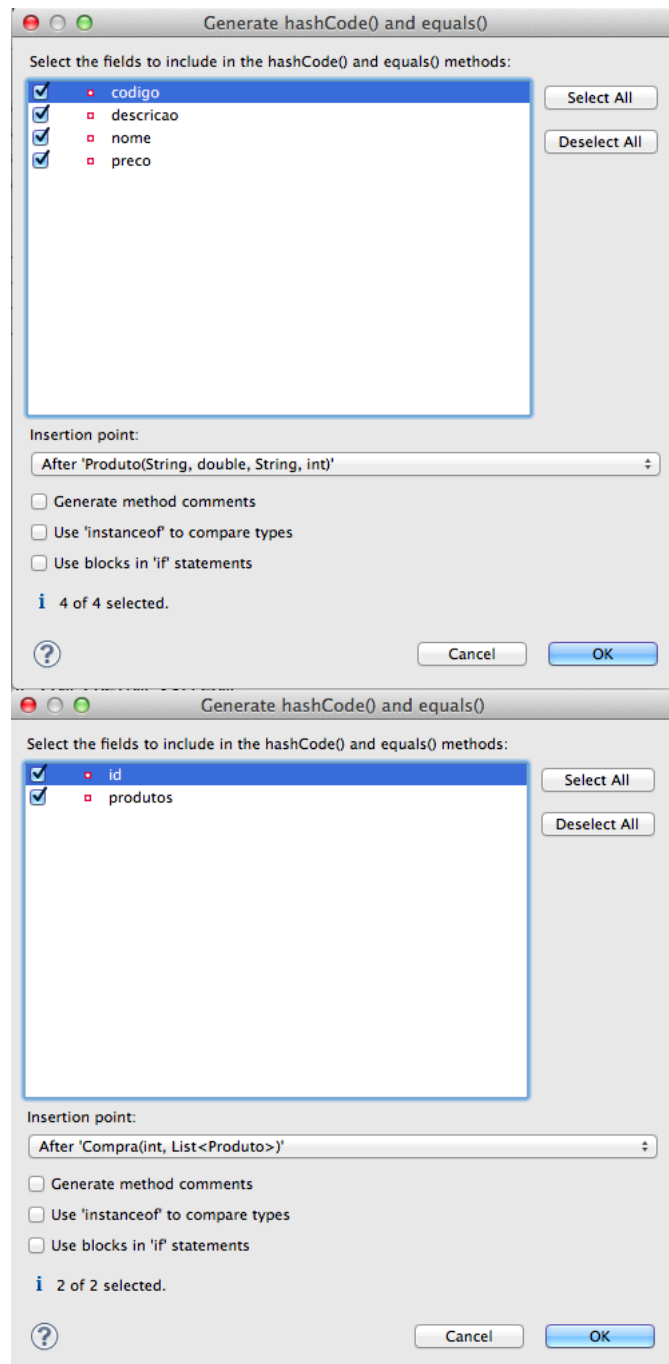 Generate hashCode() and equals()
Select the fields to include in the hashCode() and equals() methods:
codigo
descricao
nome
preco
Select All
Deselect All
Insertion point:
After 'Produto(String, double, String, int)'
Generate method comments
Use 'instanceof' to compare types
Use blocks in 'if' statements
i 4 of 4 selected.
?
Cancel
OK
Generate hashCode() and equals()
Select the fields to include in the hashCode() and equals() methods:
id
produtos
Select All
Deselect All
Insertion point:
After 'Compra(int, List<Produto>)'
Generate method comments
Use 'instanceof' to compare types
Use blocks in 'if' statements
i 2 of 2 selected.
?
Cancel
OK